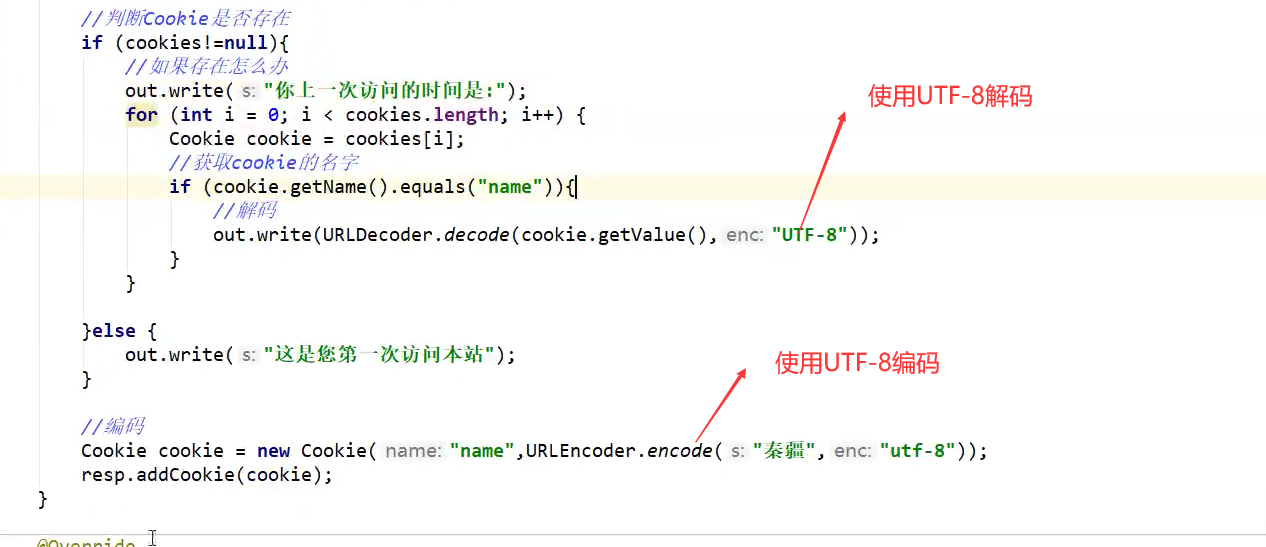 //判断Cookie是否存在
if (cookies!=null){
//如果存在怎么办
out.write( s: "你上一次访问的时间是:");
使用UTF-8解码
for (int i = 0; i < cookies.length; i++) {
Cookie cookie = cookies[i];
//获取cookie的名字
if (cookie.getName().equals("name")){
//解码
out.write(URLDecoder.decode(cookie.getValue(), enc: "UTF-8"));
}
}
}else {
out.write( s: "这是您第一次访问本站");
}
使用UTF-8编码
//编码
Cookie cookie = new Cookie( name: "name",URLEncoder.encode( s: "秦疆", enc: "utf-8"));
resp.addCookie(cookie);
}
@Override